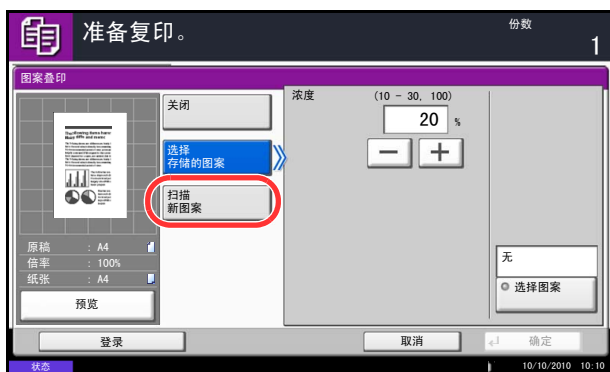 准备复印。
份数
1
图案叠印
关闭
选择
存储的图案
扫描
新图案
浓度
(10 - 30, 100)
20 %
原稿 : A4
倍率 : 100%
纸张 : A4
预览
无
选择图案
登录
取消
确定
状态
10/10/2010 10:10